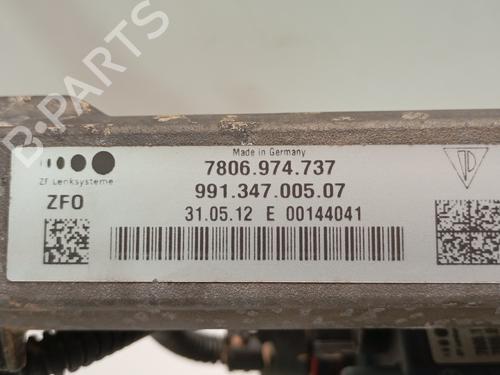 B-PARTS
Made in Germany
ZF Lenksysteme
7806.974.737
ZFO
991.347.005.07
31.05.12 E 00144041